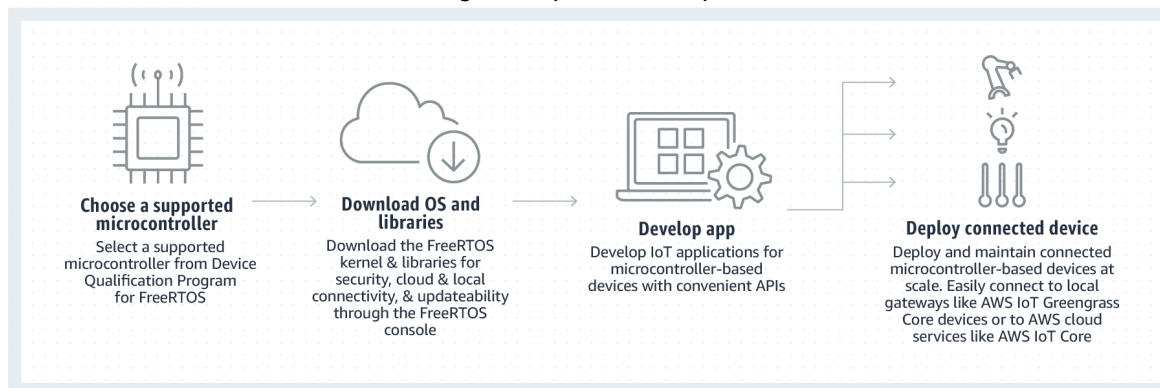 Choose a supported
microcontroller
Select a supported
microcontroller from Device
Qualification Program
for FreeRTOS
Download OS and
libraries
Download the FreeRTOS
kernel & libraries for
security, cloud & local
connectivity, & updateability
through the FreeRTOS
console
Develop app
Develop IoT applications for
microcontroller-based
devices with convenient APIs
Deploy connected device
Deploy and maintain connected
microcontroller-based devices at
scale. Easily connect to local
gateways like AWS IoT Greengrass
Core devices or to AWS cloud
services like AWS IoT Core